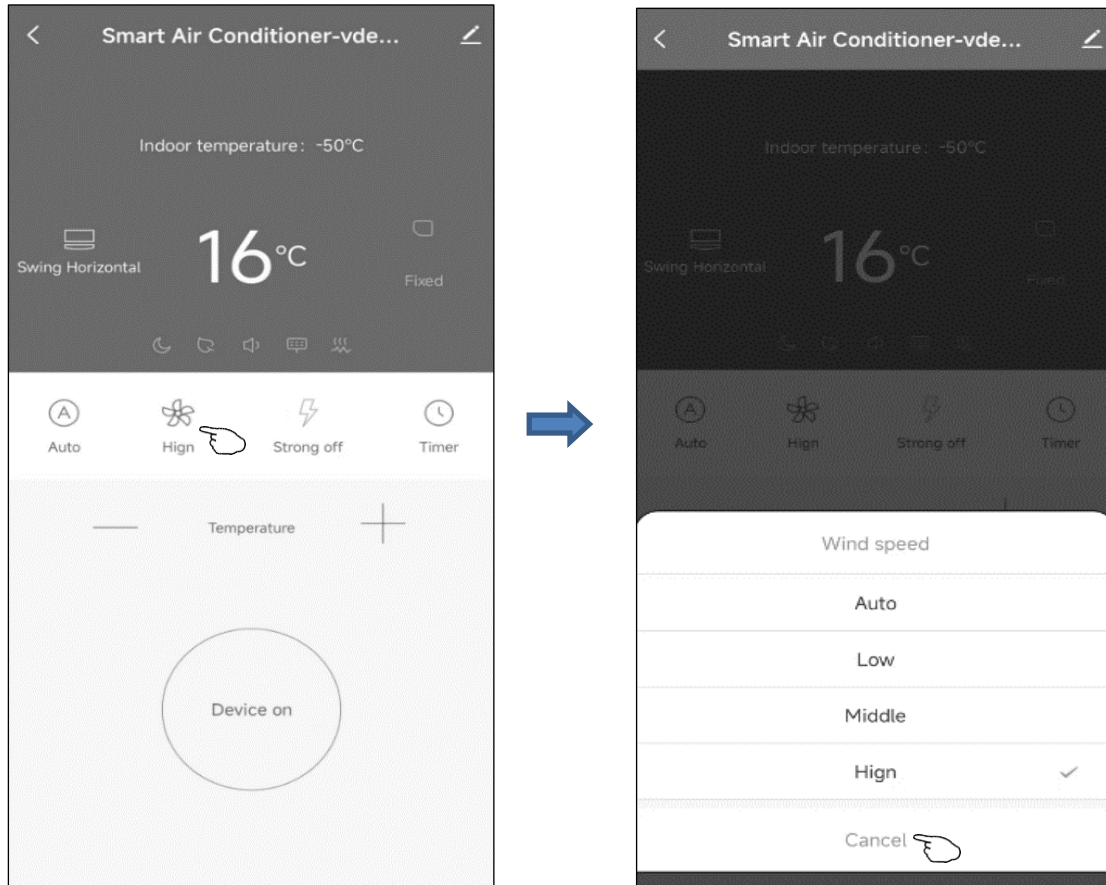 Smart Air Conditioner-vde...
Indoor temperature: -50°C
Swing Horizontal
16°C
Fixed
Auto
Hign
Strong off
Timer
Temperature
Device on
Smart Air Conditioner-vde...
Indoor temperature: -50°C
Swing Horizontal
16°C
Fixed
Auto
Hign
Strong off
Timer
Wind speed
Auto
Low
Middle
Hign
Cancel